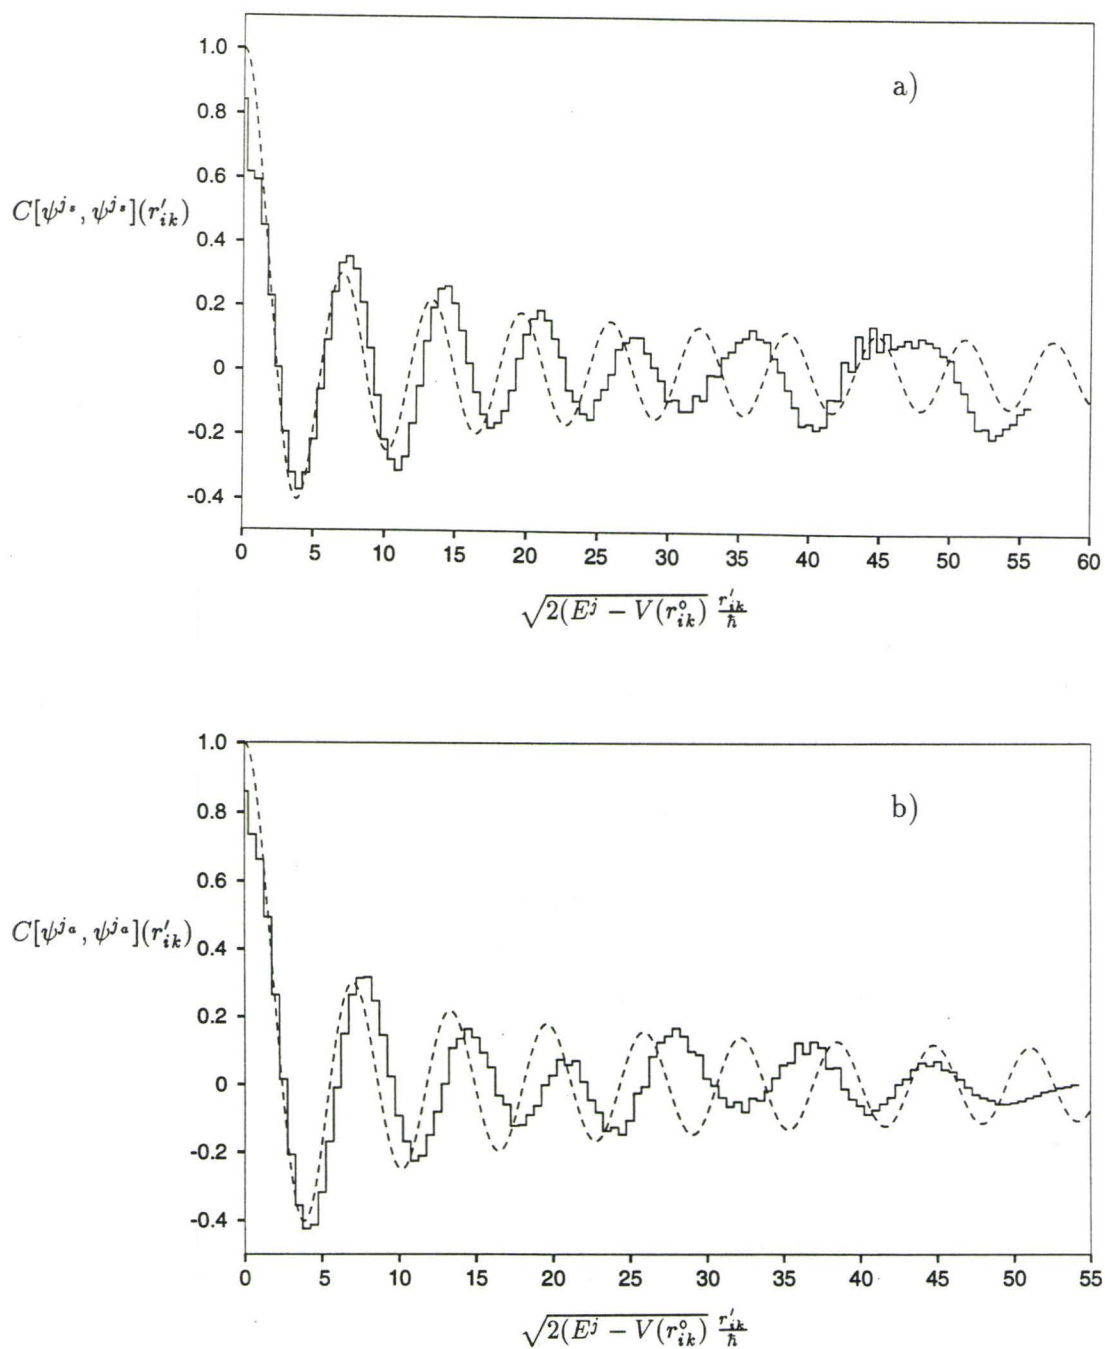 a)
1.0
0.8
0.6
C[ψ^{j_s}, ψ^{j_s}](r'_{ik})
0.4
0.2
0
-0.2
-0.4
0 5 10 15 20 25 30 35 40 45 50 55 60
√2(E^j − V(r^o_{ik}) r'_{ik}/ħ
1.0
b)
0.8
0.6
C[ψ^{j_a}, ψ^{j_a}](r'_{ik})
0.4
0.2
0
-0.2
-0.4
0 5 10 15 20 25 30 35 40 45 50 55
√2(E^j − V(r^o_{ik}) r'_{ik}/ħ